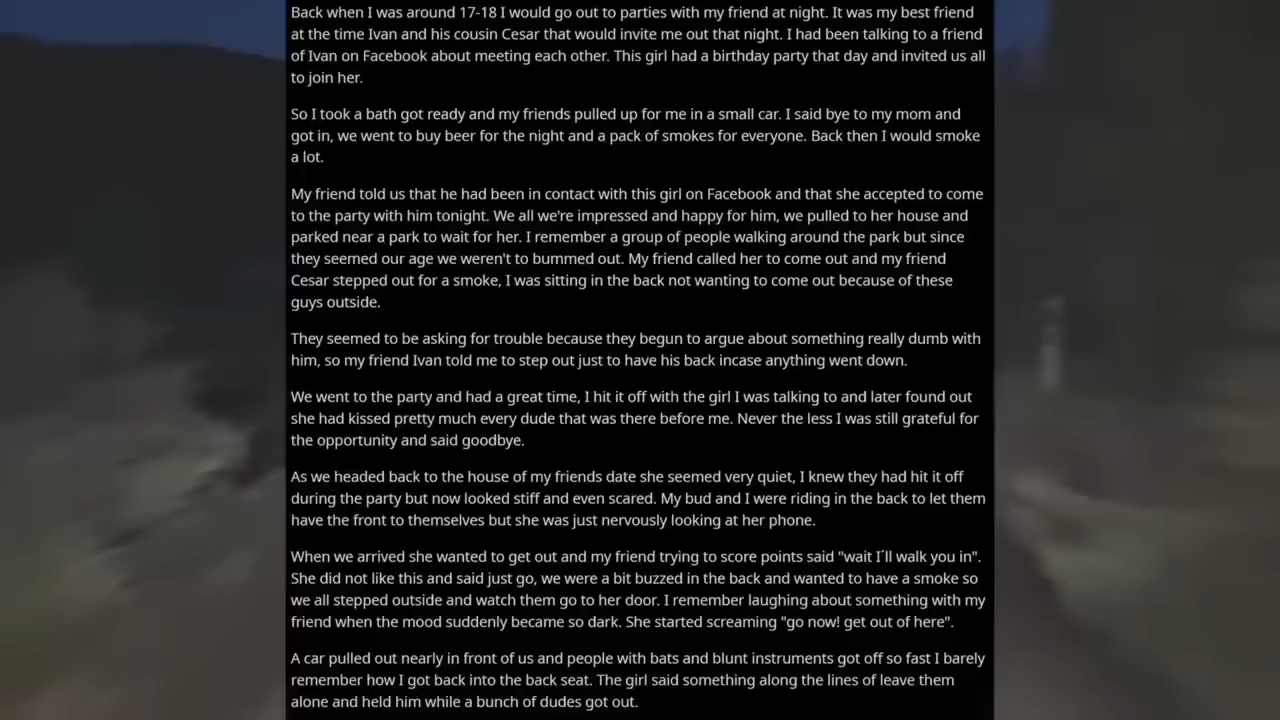 Back when I was around 17-18 I would go out to parties with my friend at night. It was my best friend
at the time Ivan and his cousin Cesar that would invite me out that night. I had been talking to a friend
of Ivan on Facebook about meeting each other. This girl had a birthday party that day and invited us all
to join her.
So I took a bath got ready and my friends pulled up for me in a small car. I said bye to my mom and
got in, we went to buy beer for the night and a pack of smokes for everyone. Back then I would smoke
a lot.
My friend told us that he had been in contact with this girl on Facebook and that she accepted to come
to the party with him tonight. We all we're impressed and happy for him, we pulled to her house and
parked near a park to wait for her. I remember a group of people walking around the park but since
they seemed our age we weren't to bummed out. My friend called her to come out and my friend
Cesar stepped out for a smoke, I was sitting in the back not wanting to come out because of these
guys outside.
They seemed to be asking for trouble because they begun to argue about something really dumb with
him, so my friend Ivan told me to step out just to have his back incase anything went down.
We went to the party and had a great time, I hit it off with the girl I was talking to and later found out
she had kissed pretty much every dude that was there before me. Never the less I was still grateful for
the opportunity and said goodbye.
As we headed back to the house of my friends date she seemed very quiet, I knew they had hit it off
during the party but now looked stiff and even scared. My bud and I were riding in the back to let them
have the front to themselves but she was just nervously looking at her phone.
When we arrived she wanted to get out and my friend trying to score points said "wait I´ll walk you in".
She did not like this and said just go, we were a bit buzzed in the back and wanted to have a smoke so
we all stepped outside and watch them go to her door. I remember laughing about something with my
friend when the mood suddenly became so dark. She started screaming "go now! get out of here".
A car pulled out nearly in front of us and people with bats and blunt instruments got off so fast I barely
remember how I got back into the back seat. The girl said something along the lines of leave them
alone and held him while a bunch of dudes got out.